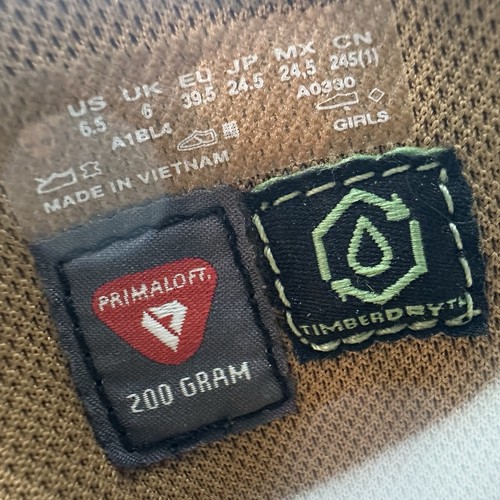 US UK EU JP MX CN
6.5 6 39.5 24.5 24,5 245(1)
A1BL4 A0330
GIRLS
MADE IN VIETNAM
PRIMALOFT.
200 GRAM
TIMBERDRY TM